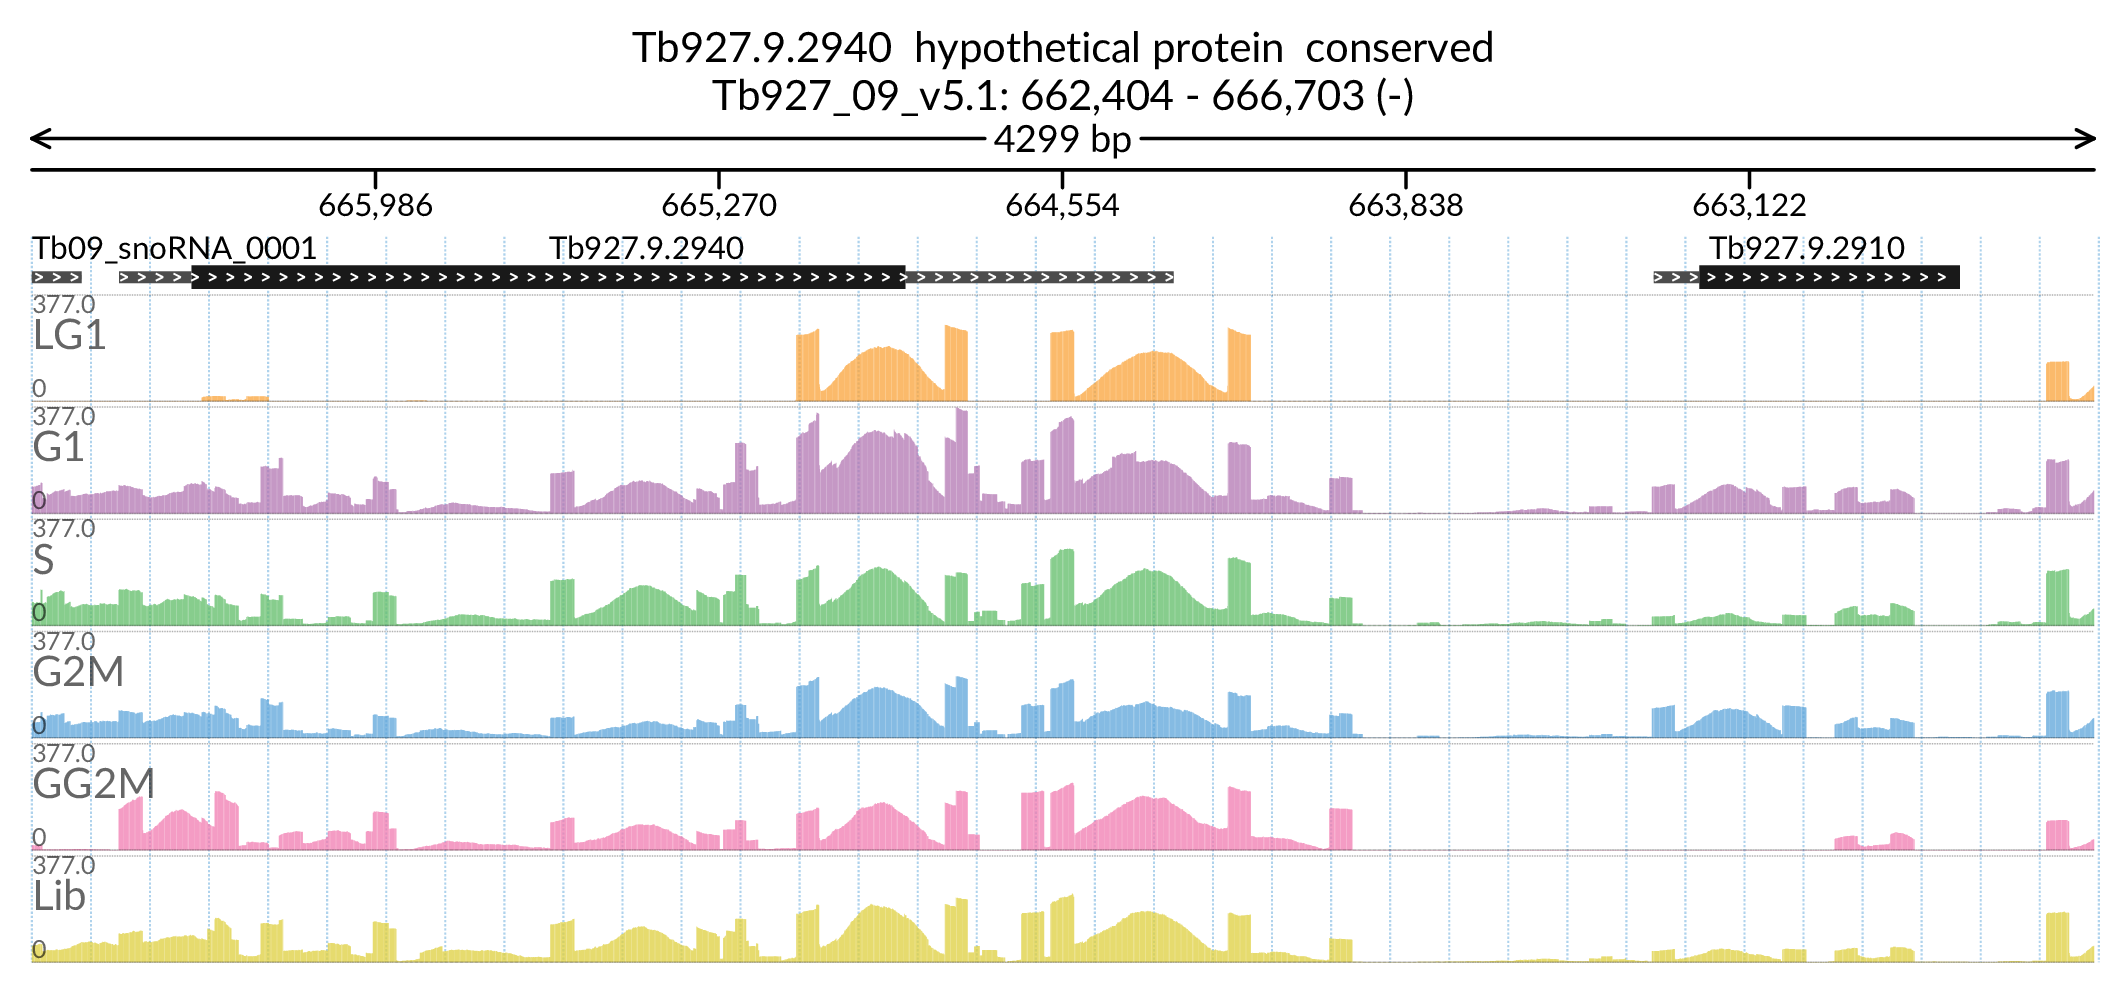 Tb927.9.2940  hypothetical protein  conserved
Tb927_09_v5.1: 662,404 - 666,703 (-)
4299 bp
665,986 665,270 664,554 663,838 663,122
Tb09_snoRNA_0001 Tb927.9.2940 Tb927.9.2910
377.0
LG1
0
377.0
G1
0
377.0
S
0
377.0
G2M
0
377.0
GG2M
0
377.0
Lib
0